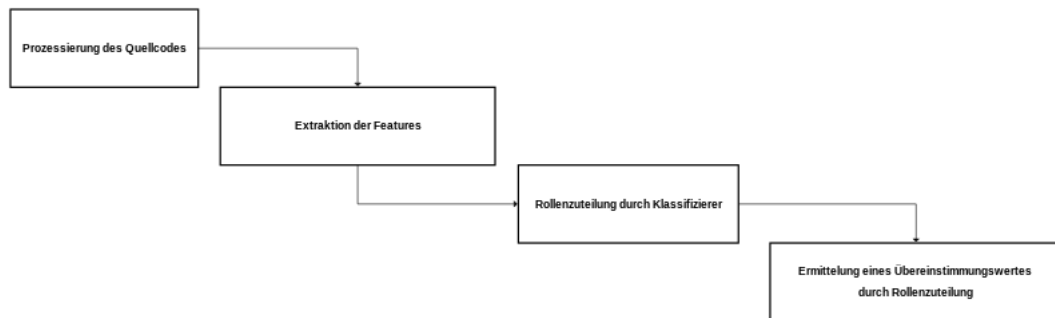 Prozessierung des Quellcodes
Extraktion der Features
Rollenzuteilung durch Klassifizierer
Ermittelung eines Übereinstimmungswertes
durch Rollenzuteilung